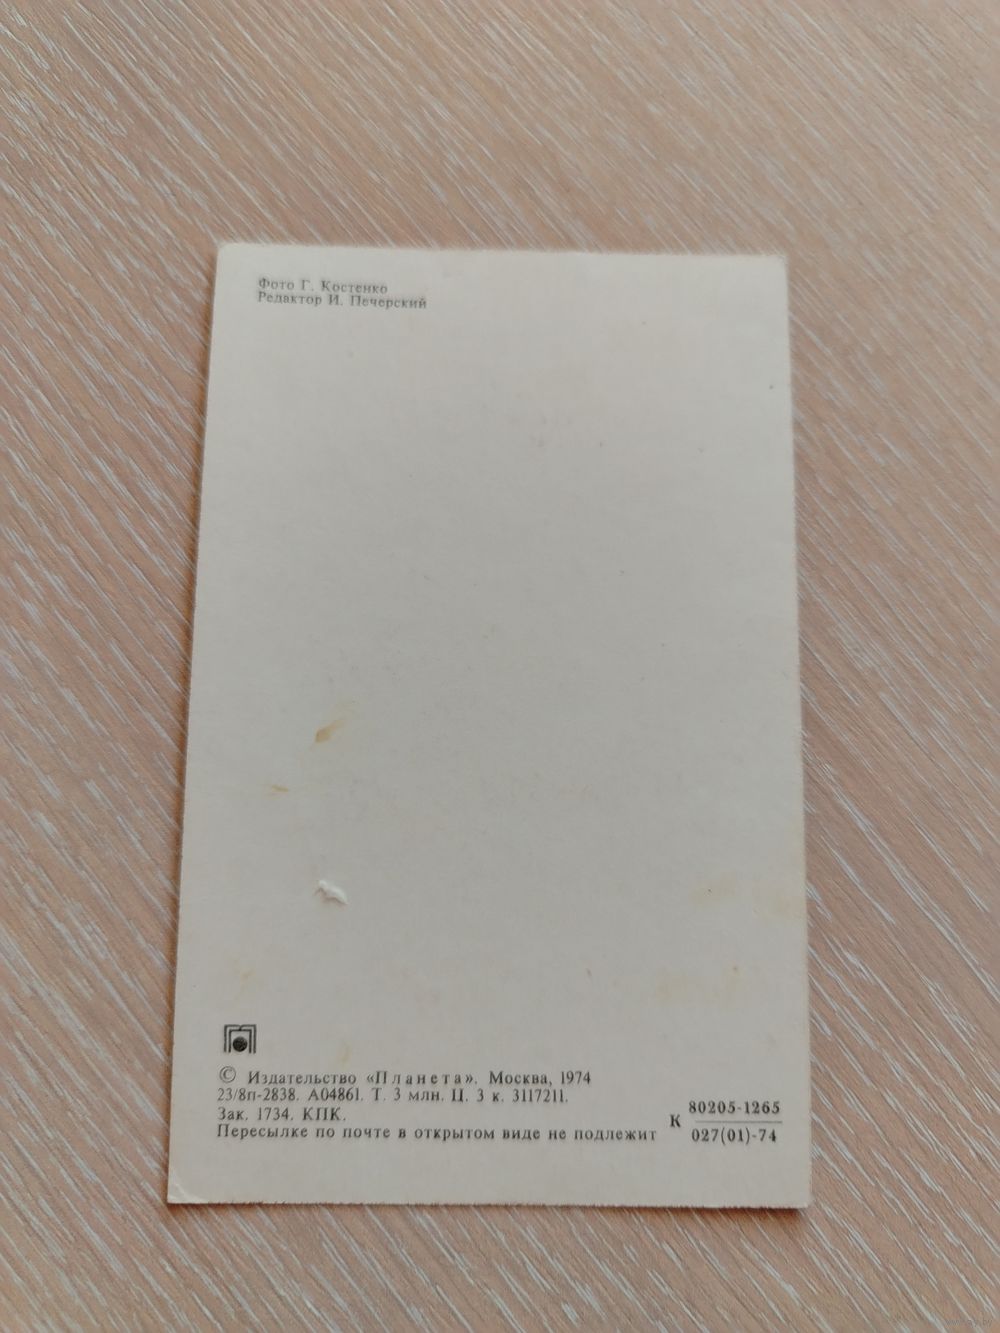 Фото Г. Костенко
Редактор И. Печерский
© Издательство «Планета». Москва, 1974
23/8п-2838. А04861. Т. 3 млн. Ц. 3 к. 3117211.
Зак. 1734. КПК.
Пересылке по почте в открытом виде не подлежит
К 80205-1265
027(01)-74